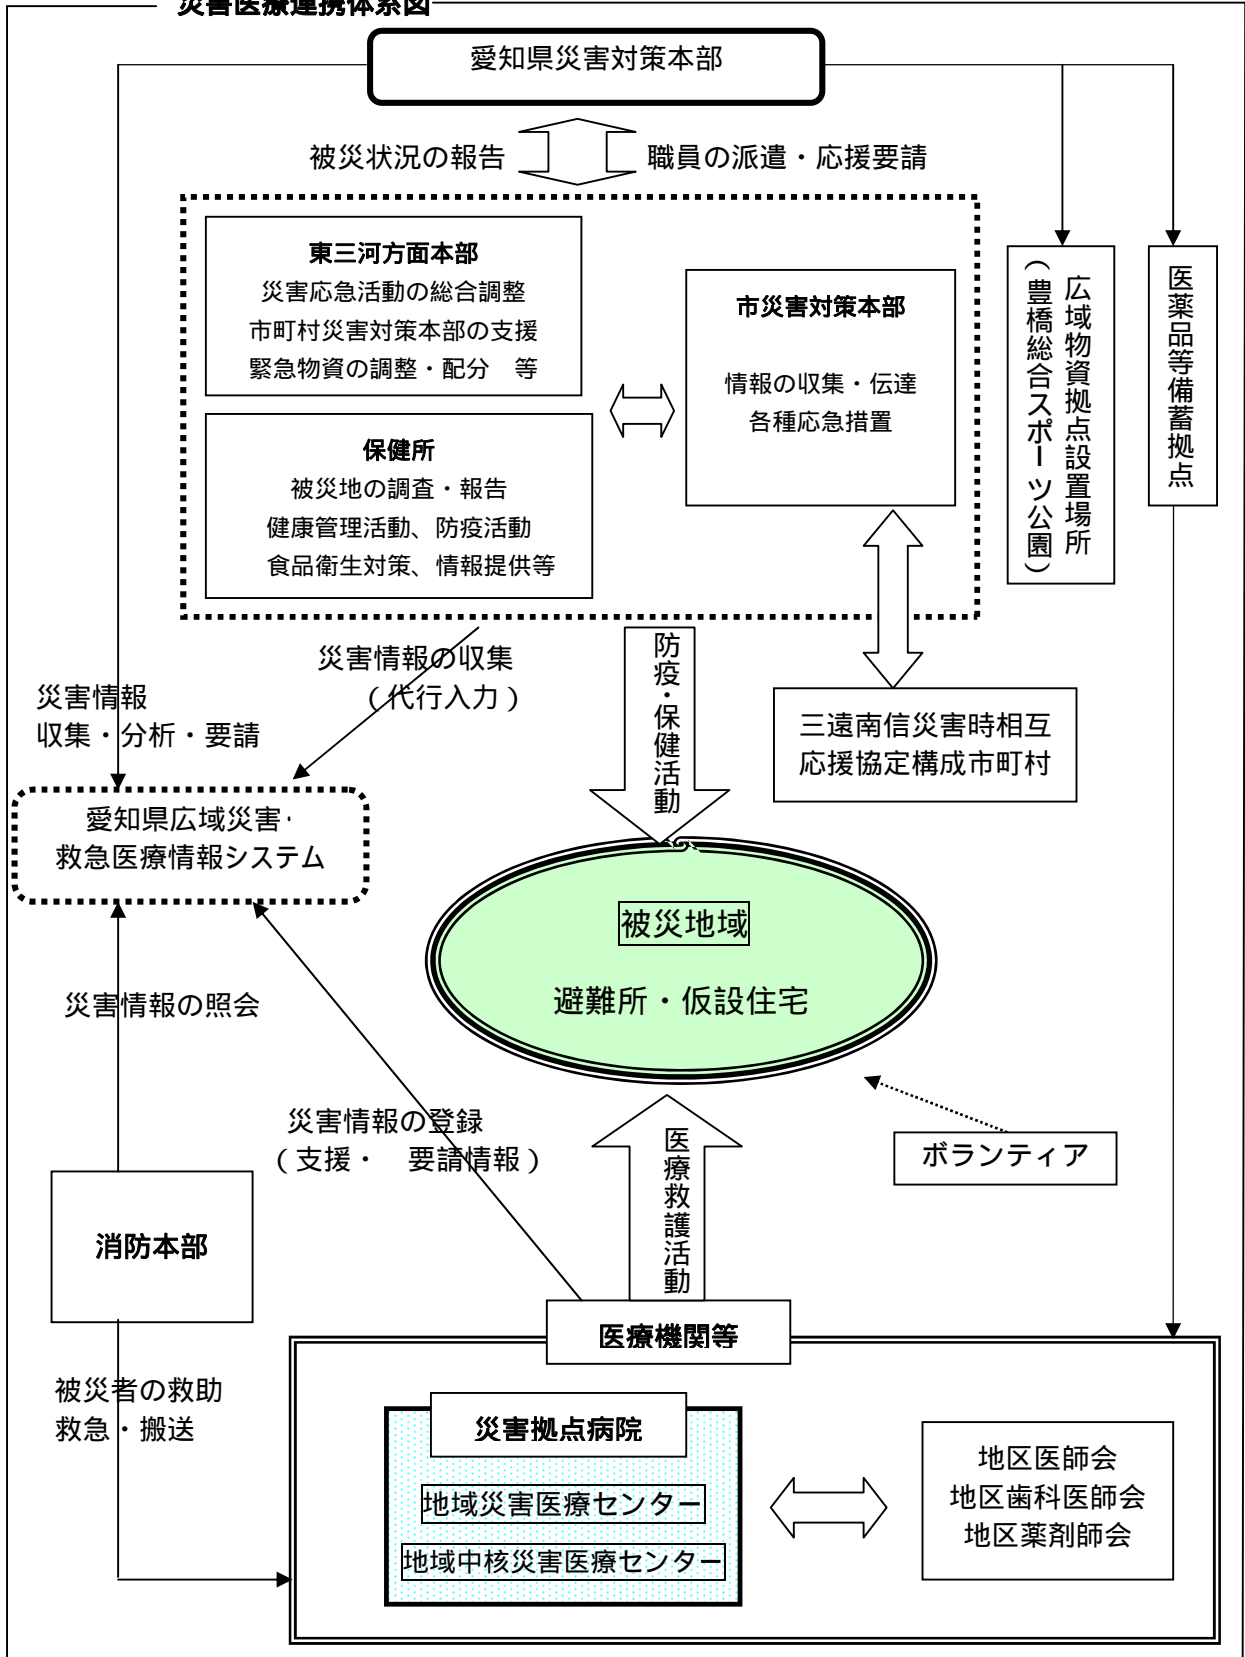 災害医療連携体系図
愛知県災害対策本部
被災状況の報告
職員の派遣・応援要請
東三河方面本部
災害応急活動の総合調整
市町村災害対策本部の支援
緊急物資の調整・配分　等
保健所
被災地の調査・報告
健康管理活動、防疫活動
食品衛生対策、情報提供等
市災害対策本部
情報の収集・伝達
各種応急措置
広域物資拠点設置場所
（豊橋総合スポーツ公園）
医薬品等備蓄拠点
災害情報の収集
（代行入力）
災害情報
収集・分析・要請
防疫・保健活動
三遠南信災害時相互
応援協定構成市町村
愛知県広域災害・
救急医療情報システム
被災地域
避難所・仮設住宅
災害情報の照会
災害情報の登録
（支援・　要請情報）
医療救護活動
ボランティア
消防本部
被災者の救助
救急・搬送
医療機関等
災害拠点病院
地域災害医療センター
地域中核災害医療センター
地区医師会
地区歯科医師会
地区薬剤師会